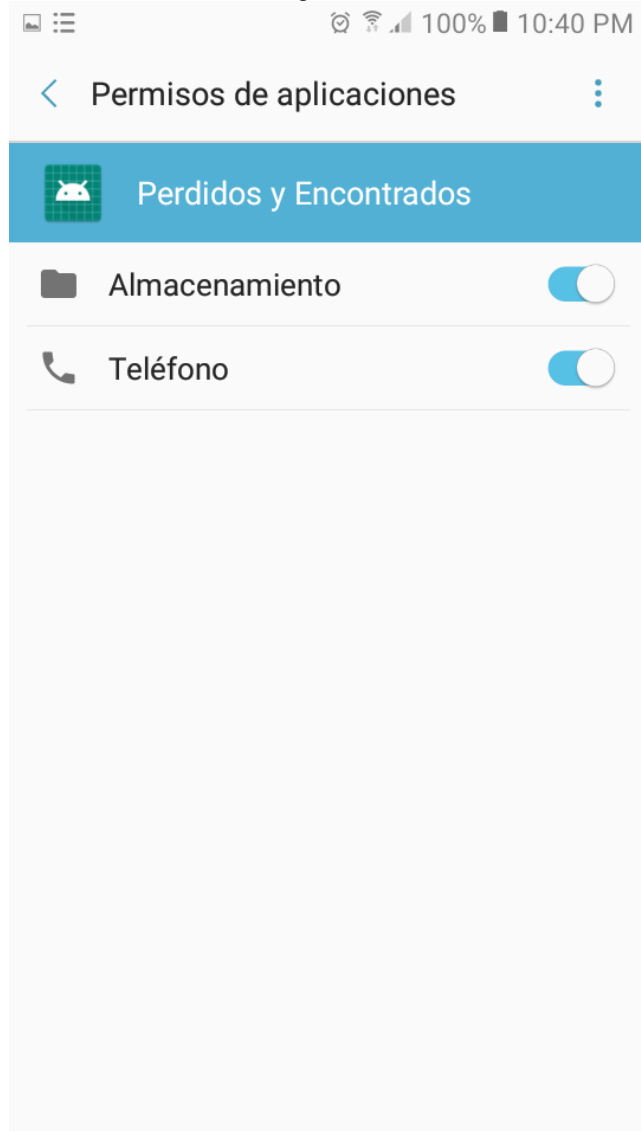 100% 10:40 PM
Permisos de aplicaciones
Perdidos y Encontrados
Almacenamiento
Teléfono